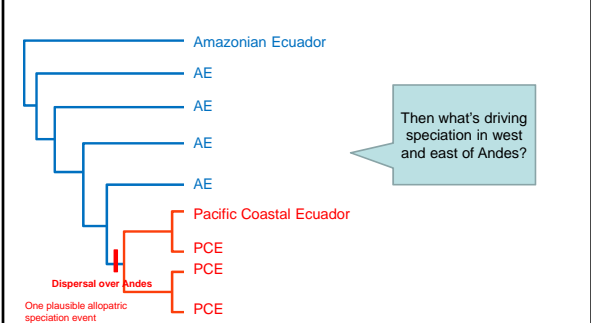 Amazonian Ecuador
AE
AE
AE
AE
Then what's driving
speciation in west
and east of Andes?
Pacific Coastal Ecuador
PCE
PCE
Dispersal over Andes
One plausible allopatric
speciation event
PCE